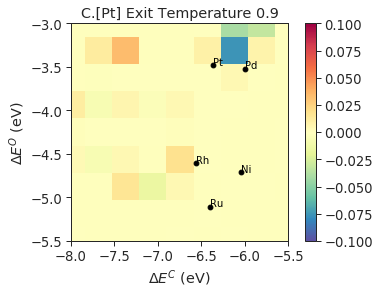 C.[Pt] Exit Temperature 0.9
−3.0
−3.5
−4.0
−4.5
−5.0
−5.5
ΔE^O (eV)
Pt
Pd
Rh
Ni
Ru
−8.0 −7.5 −7.0 −6.5 −6.0 −5.5
ΔE^C (eV)
0.100
0.075
0.050
0.025
0.000
−0.025
−0.050
−0.075
−0.100